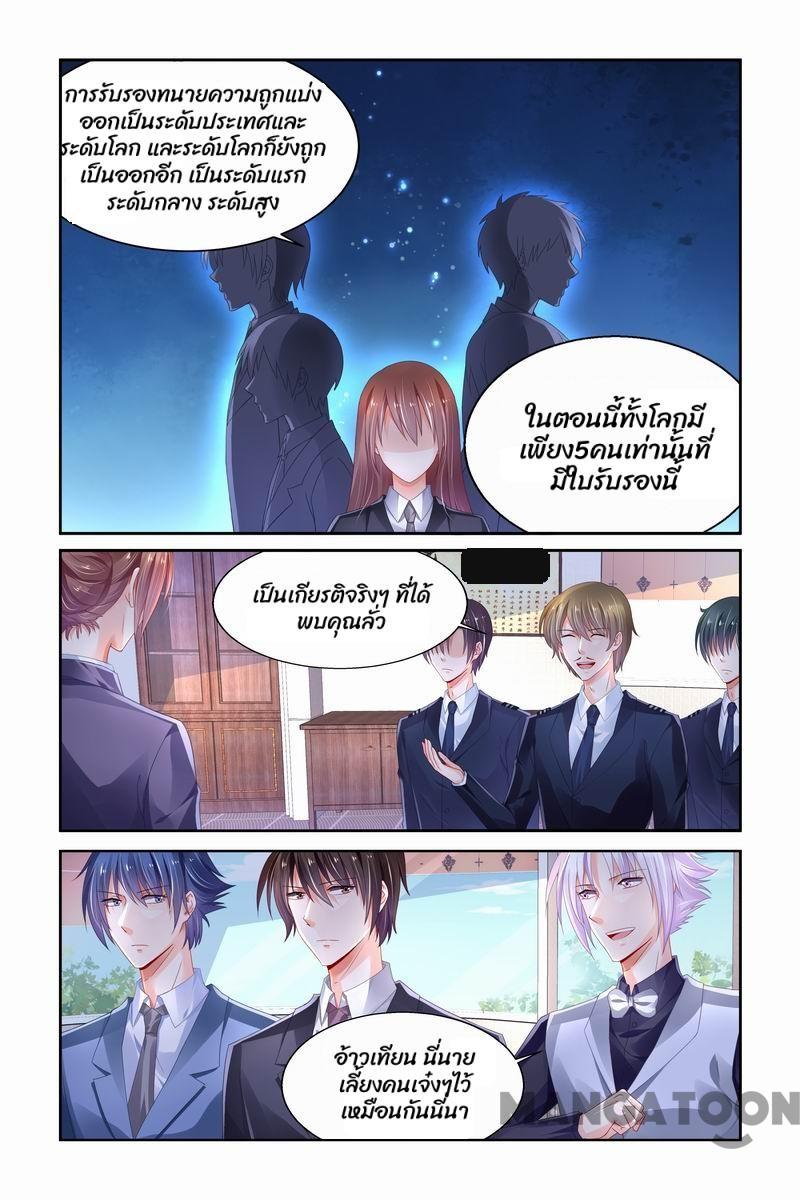 การรับรองทนายความถูกแบ่ง
ออกเป็นระดับประเทศและ
ระดับโลก และระดับโลกก็ยังถูก
เป็นออกอีก เป็นระดับแรก
ระดับกลาง ระดับสูง
ในตอนนี้ทั้งโลกมี
เพียง5คนเท่านั้นที่
มีใบรับรองนี้
เป็นเกียรติจริงๆ ที่ได้
พบคุณลั่ว
อ้าวเทียน นี่นาย
เลี้ยงคนเจ๋งๆไว้
เหมือนกันนี่นา
MANGATOON